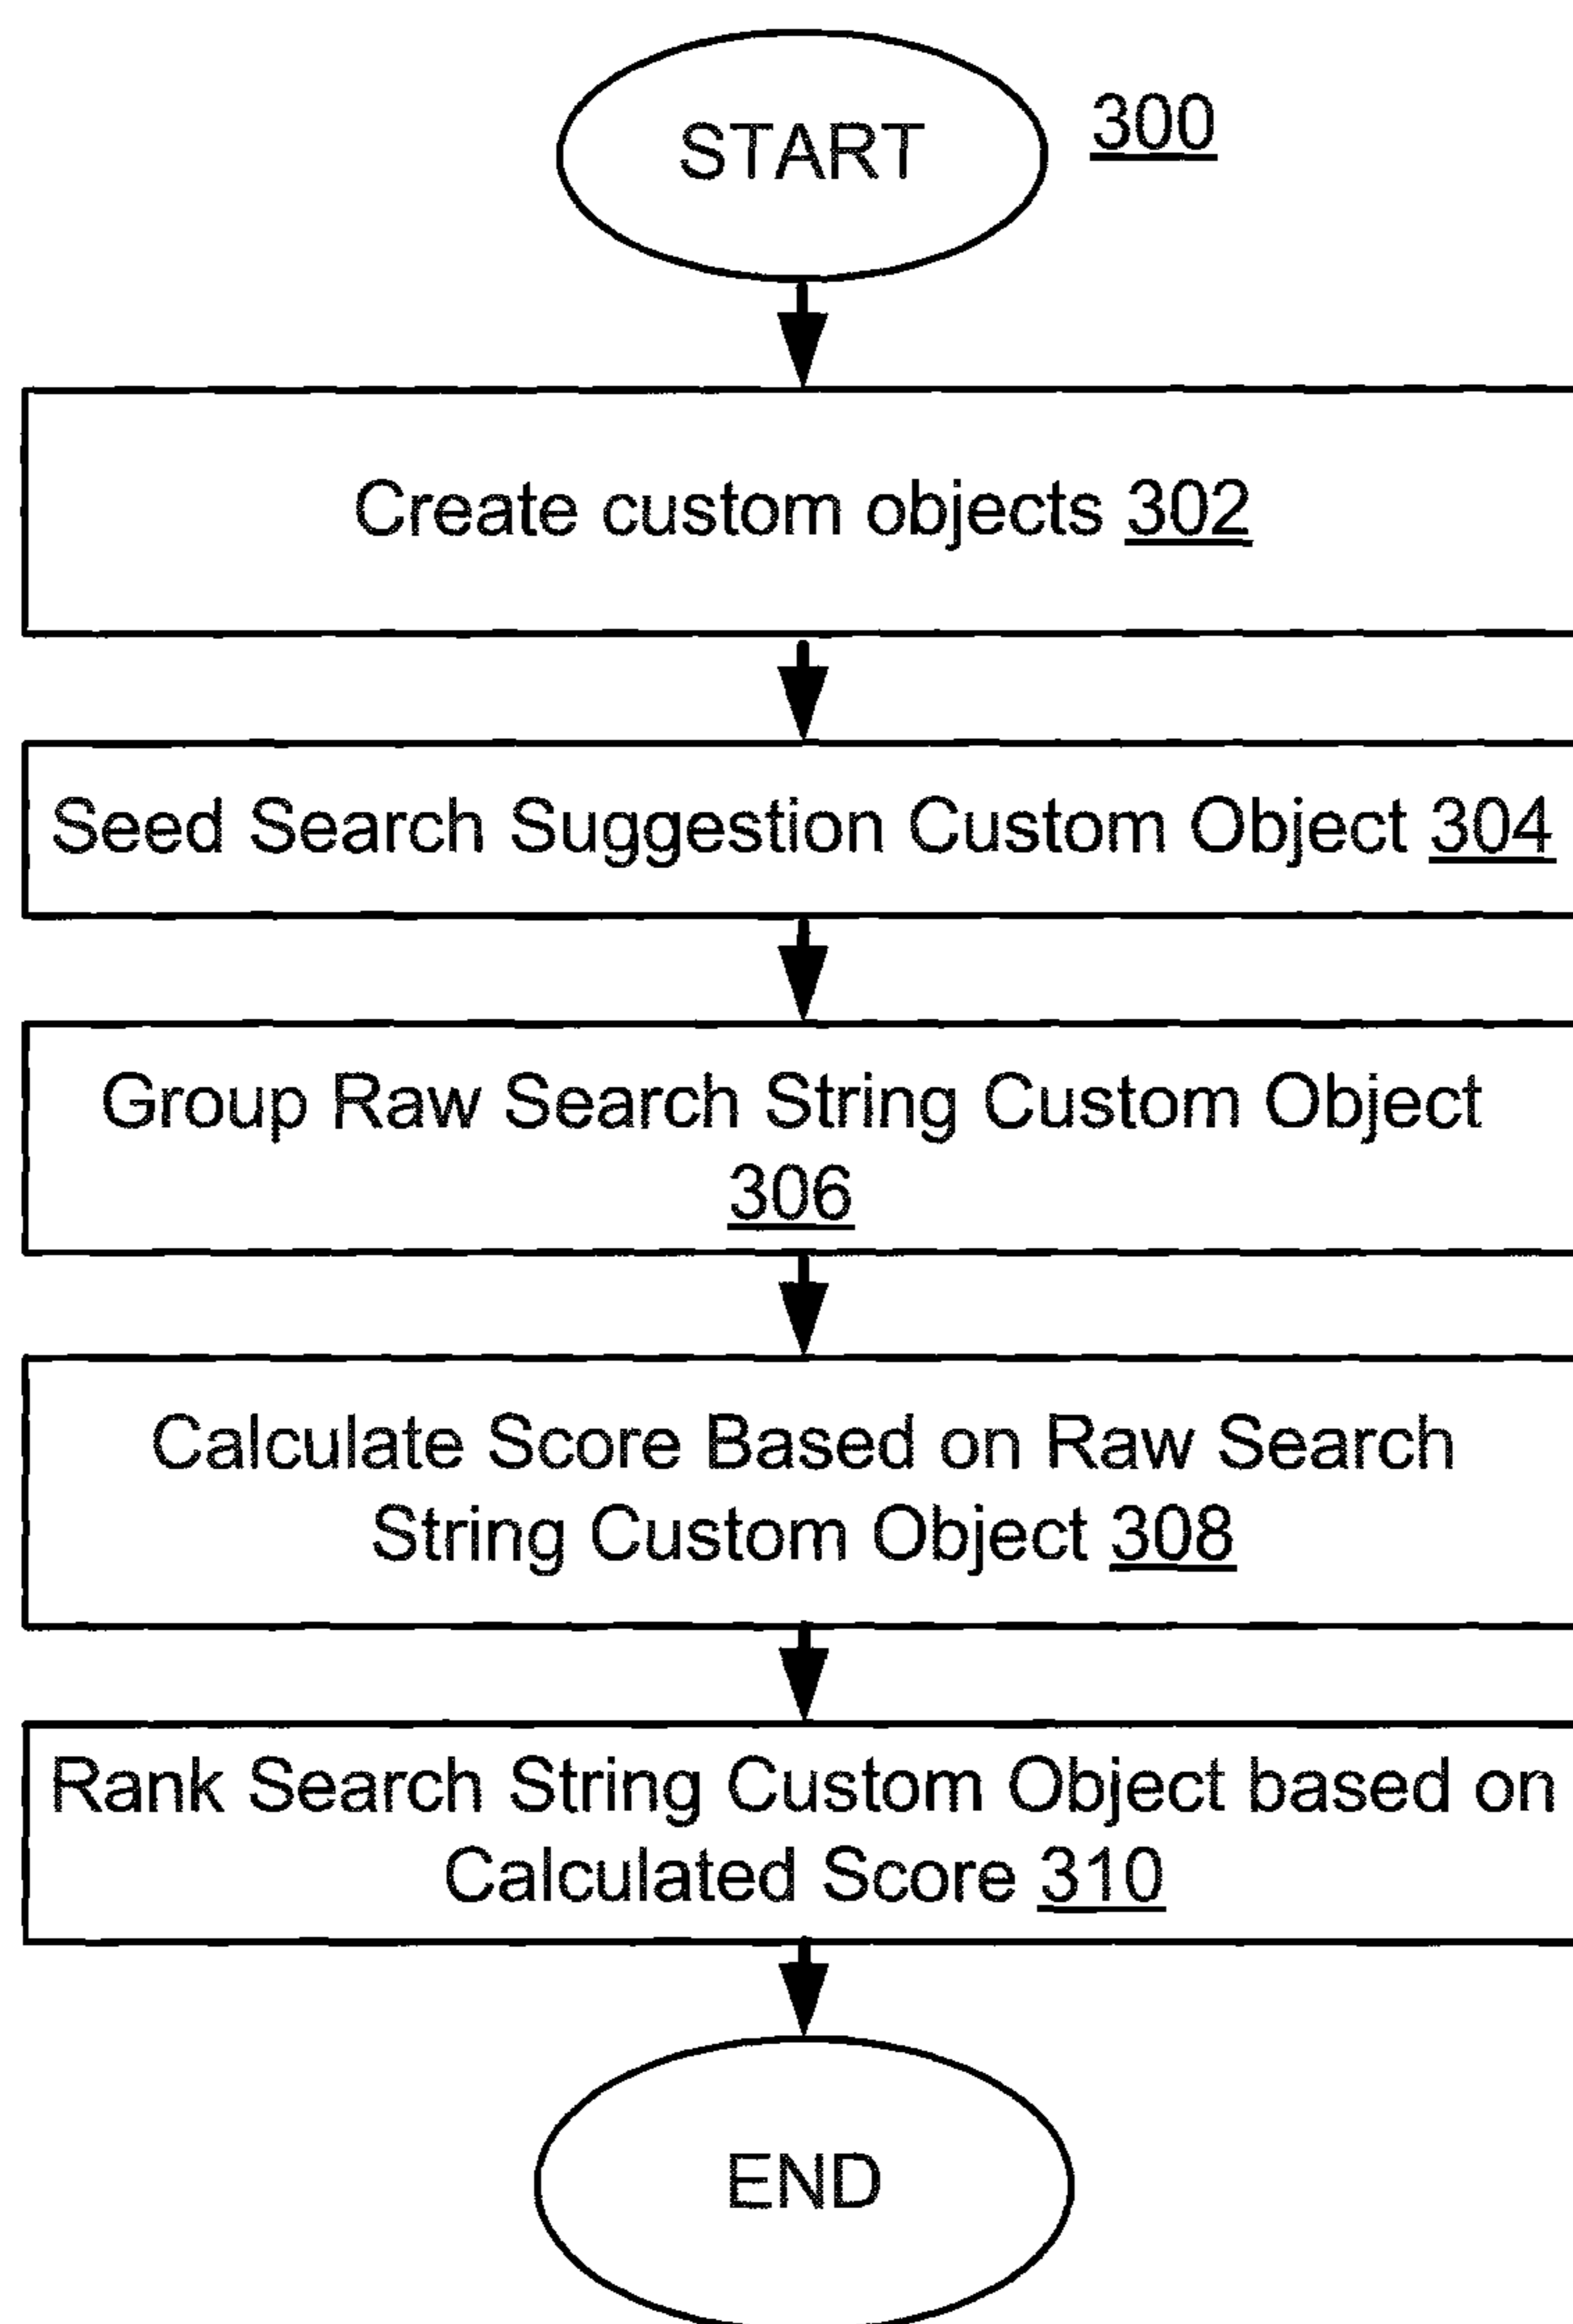 START
300
Create custom objects 302
Seed Search Suggestion Custom Object 304
Group Raw Search String Custom Object
306
Calculate Score Based on Raw Search
String Custom Object 308
Rank Search String Custom Object based on
Calculated Score 310
END